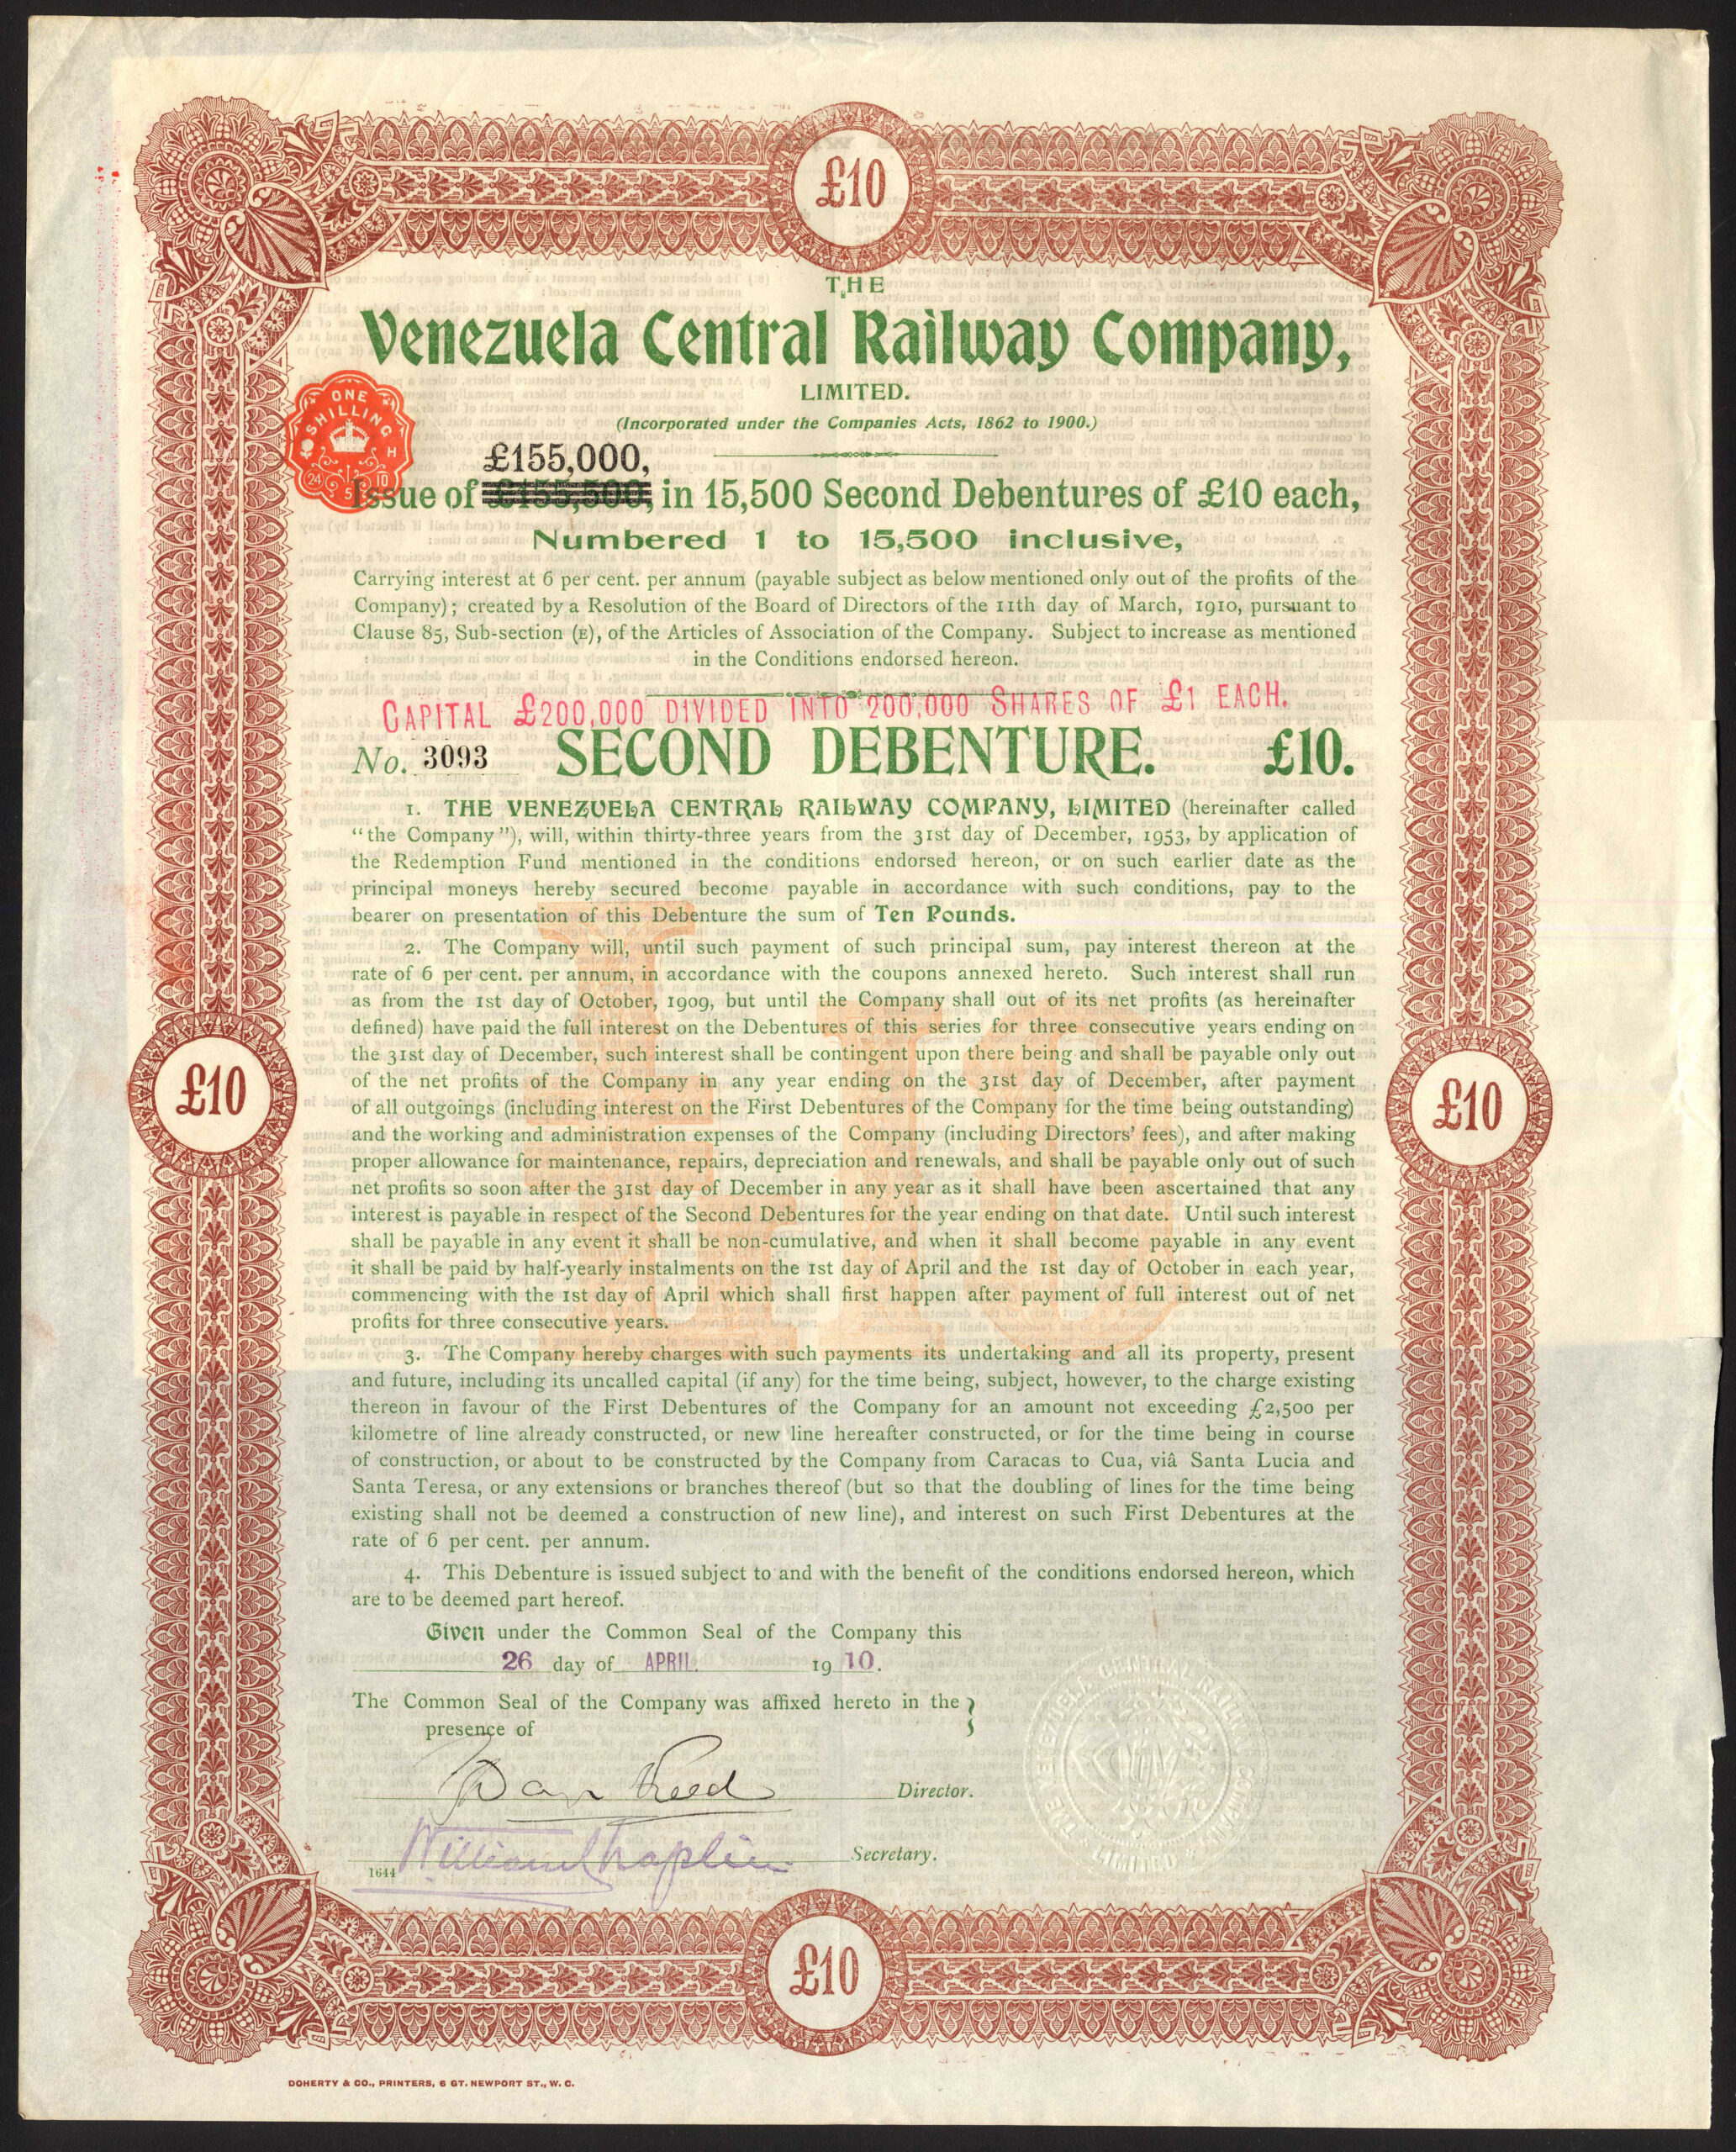 £10
THE
Venezuela Central Railway Company,
LIMITED.
(Incorporated under the Companies Acts, 1862 to 1900.)
ONE SHILLING
24 5 10
£155,000,
Issue of £155,500, in 15,500 Second Debentures of £10 each,
Numbered 1 to 15,500 inclusive,
Carrying interest at 6 per cent. per annum (payable subject as below mentioned only out of the profits of the
Company); created by a Resolution of the Board of Directors of the 11th day of March, 1910, pursuant to
Clause 85, Sub-section (E), of the Articles of Association of the Company. Subject to increase as mentioned
in the Conditions endorsed hereon.
CAPITAL £200,000 DIVIDED INTO 200,000 SHARES OF £1 EACH.
No. 3093 SECOND DEBENTURE. £10.
1. THE VENEZUELA CENTRAL RAILWAY COMPANY, LIMITED (hereinafter called
“the Company”), will, within thirty-three years from the 31st day of December, 1953, by application of
the Redemption Fund mentioned in the conditions endorsed hereon, or on such earlier date as the
principal moneys hereby secured become payable in accordance with such conditions, pay to the
bearer on presentation of this Debenture the sum of Ten Pounds.
2. The Company will, until such payment of such principal sum, pay interest thereon at the
rate of 6 per cent. per annum, in accordance with the coupons annexed hereto. Such interest shall run
as from the 1st day of October, 1909, but until the Company shall out of its net profits (as hereinafter
defined) have paid the full interest on the Debentures of this series for three consecutive years ending on
the 31st day of December, such interest shall be contingent upon there being and shall be payable only out
of the net profits of the Company in any year ending on the 31st day of December, after payment
of all outgoings (including interest on the First Debentures of the Company for the time being outstanding)
and the working and administration expenses of the Company (including Directors' fees), and after making
proper allowance for maintenance, repairs, depreciation and renewals, and shall be payable only out of such
net profits so soon after the 31st day of December in any year as it shall have been ascertained that any
interest is payable in respect of the Second Debentures for the year ending on that date. Until such interest
shall be payable in any event it shall be non-cumulative, and when it shall become payable in any event
it shall be paid by half-yearly instalments on the 1st day of April and the 1st day of October in each year,
commencing with the 1st day of April which shall first happen after payment of full interest out of net
profits for three consecutive years.
£10
£10
£10
3. The Company hereby charges with such payments its undertaking and all its property, present
and future, including its uncalled capital (if any) for the time being, subject, however, to the charge existing
thereon in favour of the First Debentures of the Company for an amount not exceeding £2,500 per
kilometre of line already constructed, or new line hereafter constructed, or for the time being in course
of construction, or about to be constructed by the Company from Caracas to Cua, viâ Santa Lucia and
Santa Teresa, or any extensions or branches thereof (but so that the doubling of lines for the time being
existing shall not be deemed a construction of new line), and interest on such First Debentures at the
rate of 6 per cent. per annum.
4. This Debenture is issued subject to and with the benefit of the conditions endorsed hereon, which
are to be deemed part hereof.
Given under the Common Seal of the Company this
26 day of APRIL. 1910.
The Common Seal of the Company was affixed hereto in the
presence of
Dan Reed Director.
William Chaplin Secretary.
1644
THE VENEZUELA CENTRAL RAILWAY COMPANY LIMITED
£10
DOHERTY & CO., PRINTERS, 6 GT. NEWPORT ST., W. C.